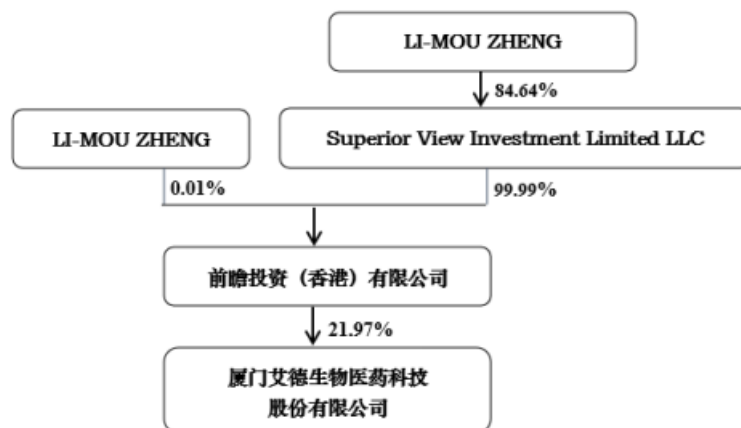 LI-MOU ZHENG
84.64%
LI-MOU ZHENG
Superior View Investment Limited LLC
0.01%
99.99%
前瞻投资（香港）有限公司
21.97%
厦门艾德生物医药科技
股份有限公司